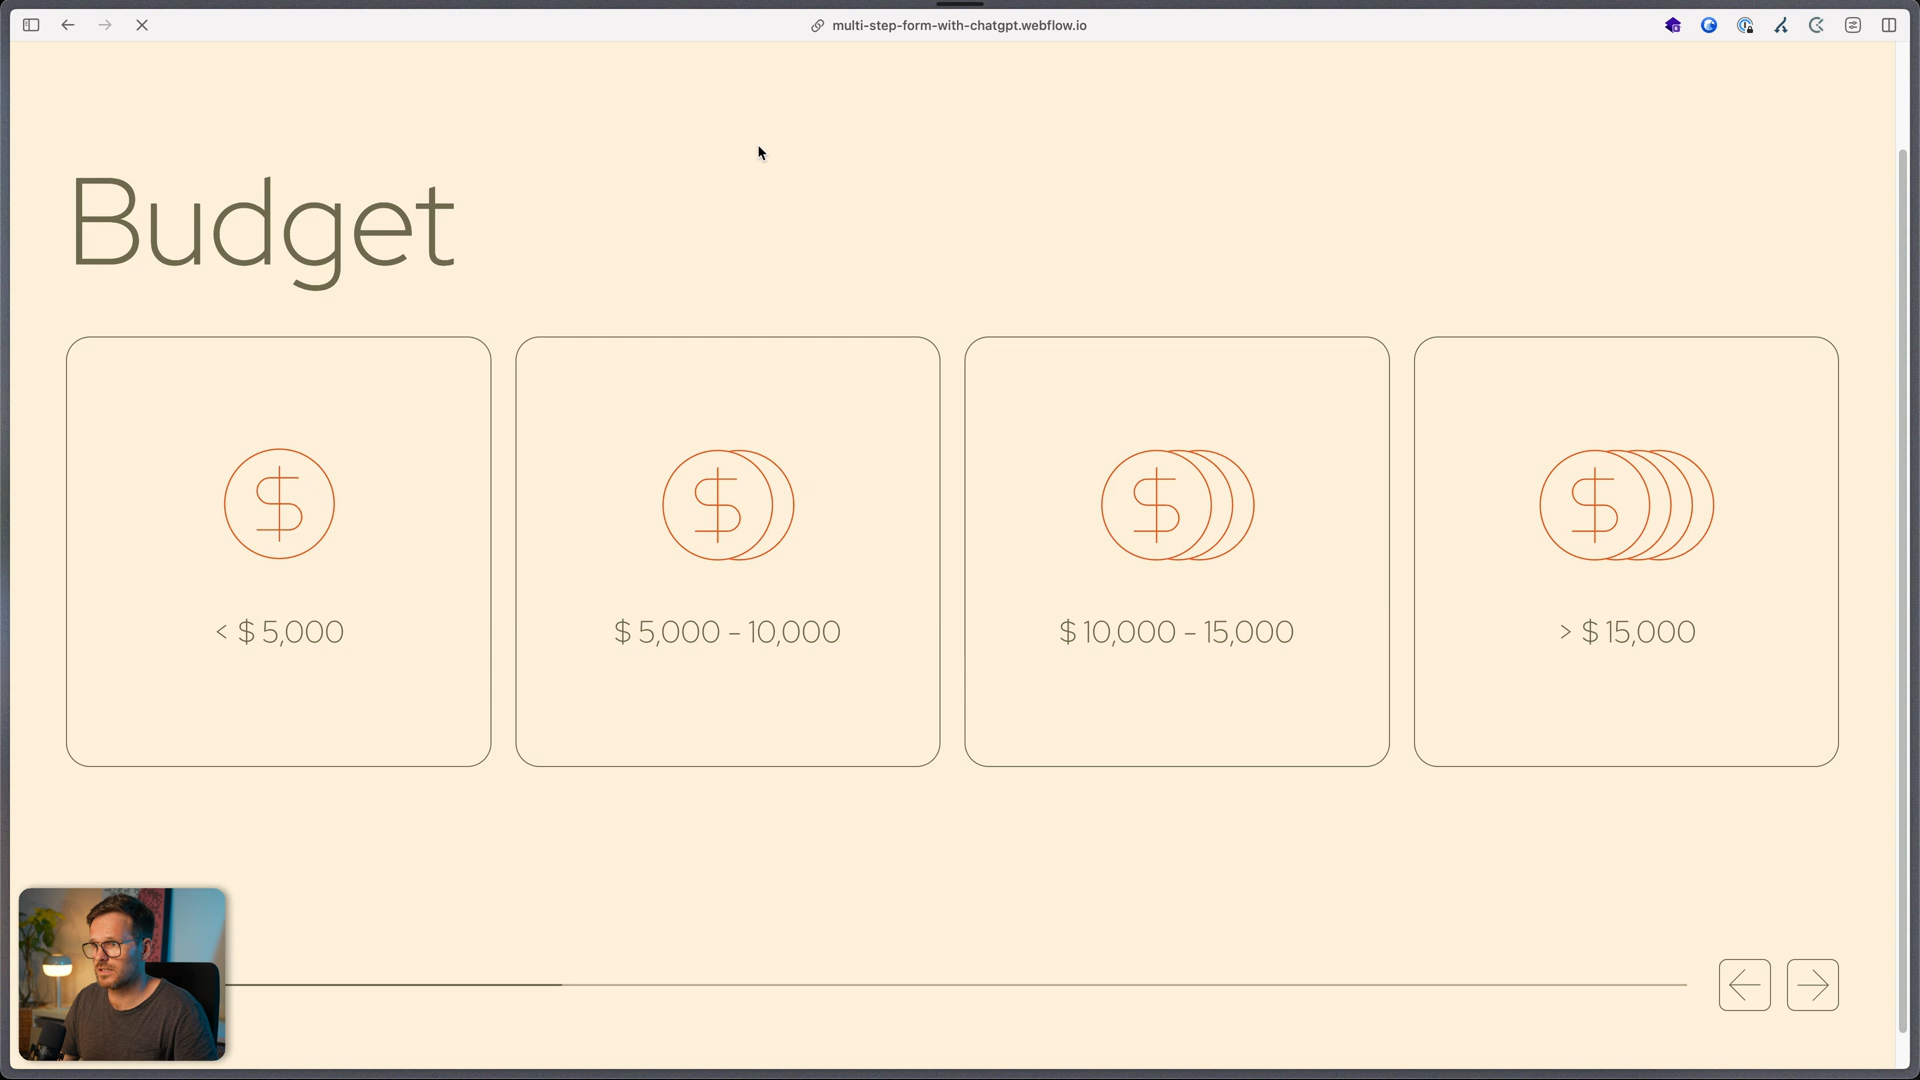 multi-step-form-with-chatgpt.webflow.io
Budget
< $ 5,000
$ 5,000 - 10,000
$ 10,000 - 15,000
> $ 15,000